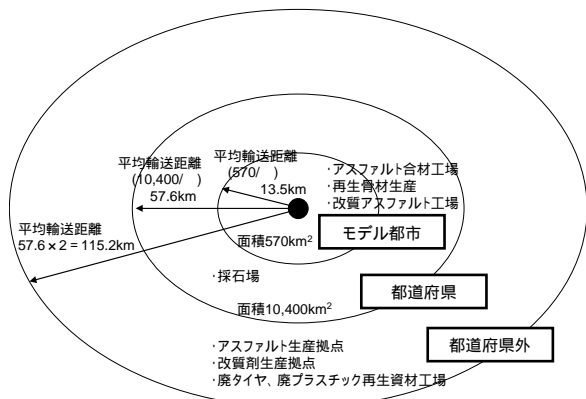 平均輸送距離
(570/ )
13.5km
・アスファルト合材工場
・再生骨材生産
・改質アスファルト工場
平均輸送距離
(10,400/ )
57.6km
平均輸送距離
57.6×2＝115.2km
面積570km²
モデル都市
・採石場
都道府県
面積10,400km²
都道府県外
・アスファルト生産拠点
・改質剤生産拠点
・廃タイヤ、廃プラスチック再生資材工場